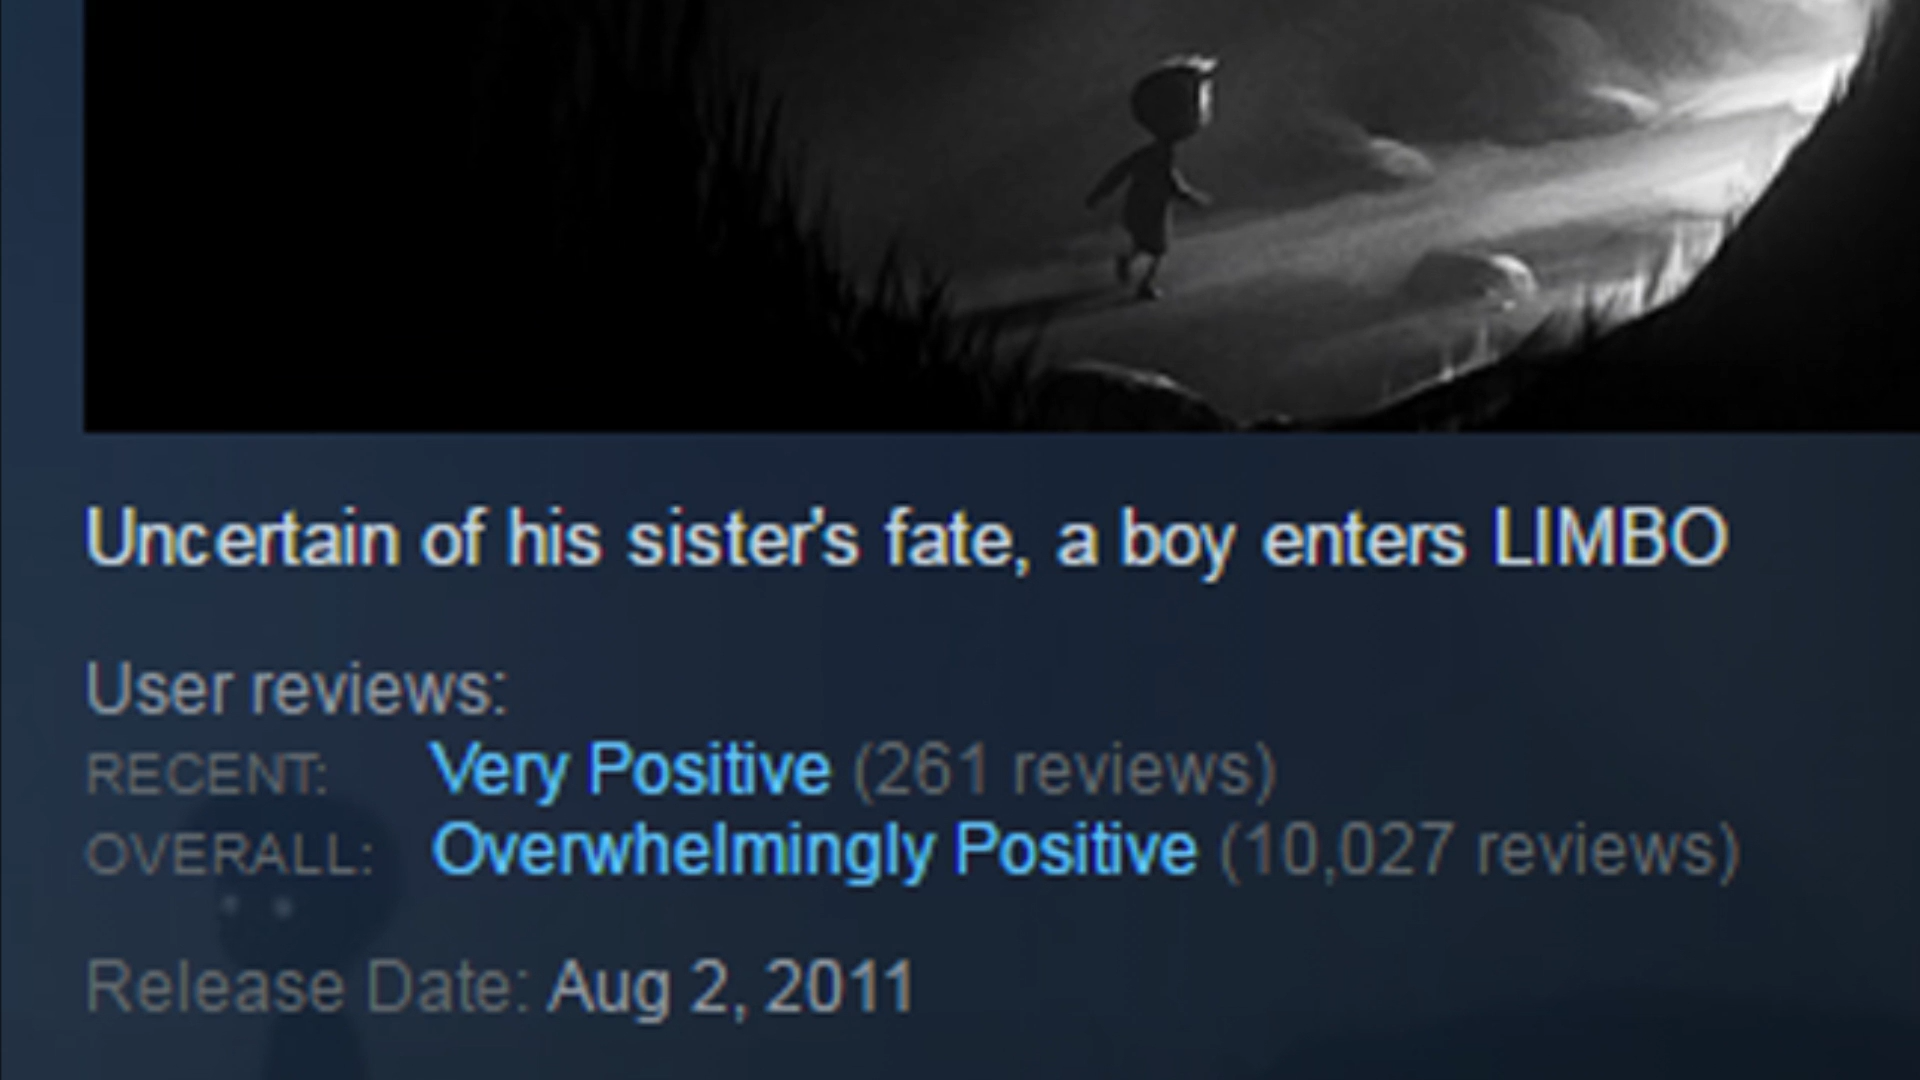 Uncertain of his sister's fate, a boy enters LIMBO
User reviews:
RECENT: Very Positive (261 reviews)
OVERALL: Overwhelmingly Positive (10,027 reviews)
Release Date: Aug 2, 2011